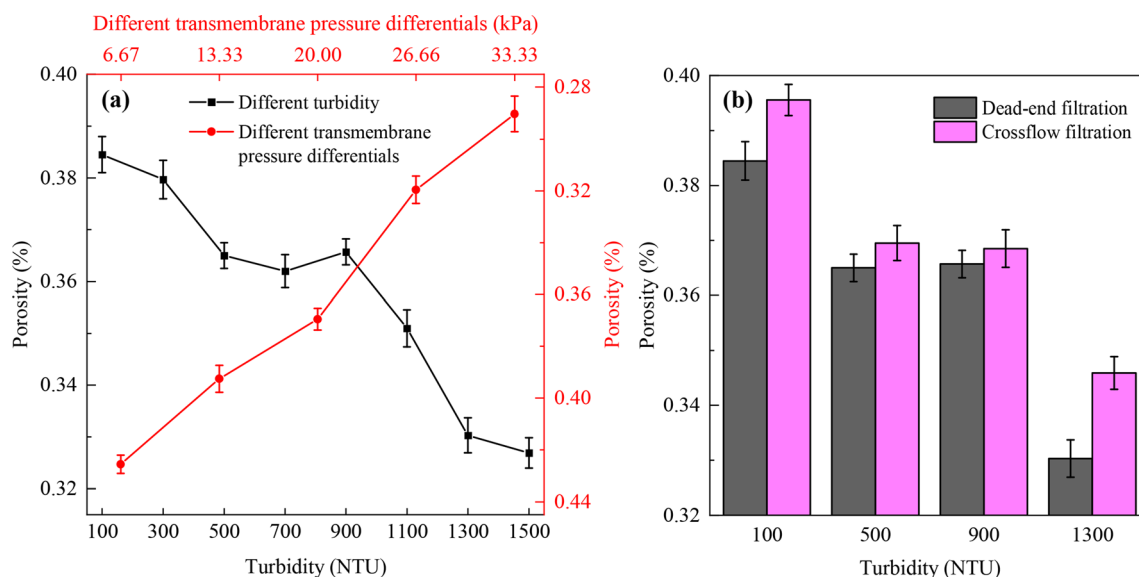 Different transmembrane pressure differentials (kPa)
6.67 13.33 20.00 26.66 33.33
(a)
Different turbidity
Different transmembrane
pressure differentials
0.40
0.38
0.36
0.34
0.32
Porosity (%)
0.28
0.32
0.36
0.40
0.44
Porosity (%)
100 300 500 700 900 1100 1300 1500
Turbidity (NTU)
(b)
Dead-end filtration
Crossflow filtration
0.40
0.38
0.36
0.34
0.32
Porosity (%)
100 500 900 1300
Turbidity (NTU)